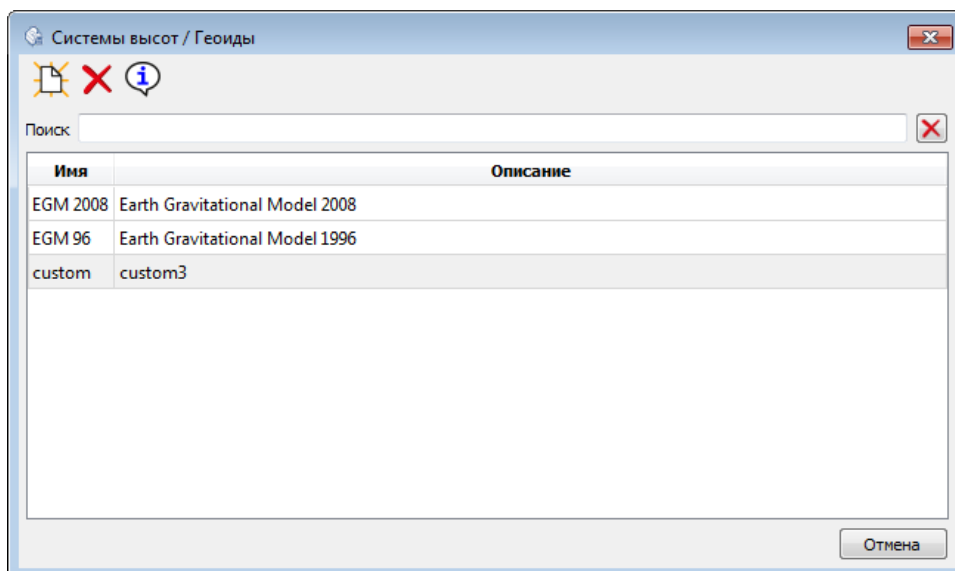 Системы высот / Геоиды
Поиск
Имя Описание
EGM 2008 Earth Gravitational Model 2008
EGM 96 Earth Gravitational Model 1996
custom custom3
Отмена